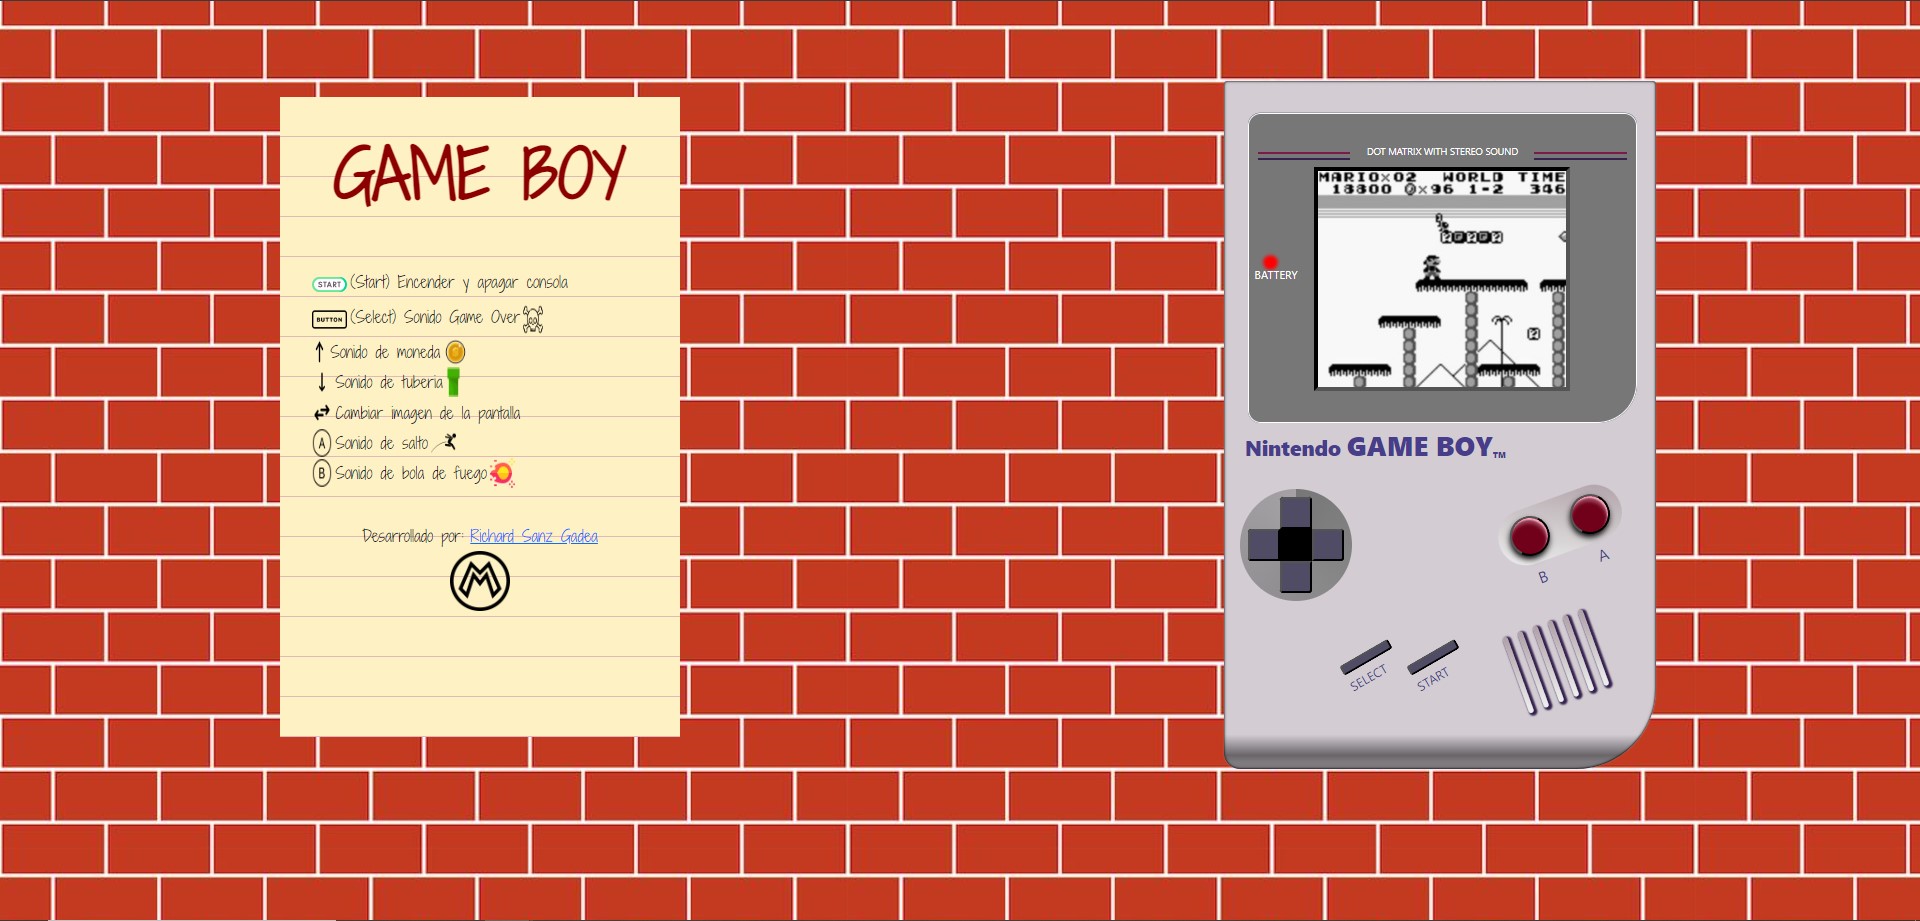 GAME BOY
START (Start) Encender y apagar consola
BUTTON (Select) Sonido Game Over
Sonido de moneda
Sonido de tuberia
Cambiar imagen de la pantalla
A Sonido de salto
B Sonido de bola de fuego
Desarrollado por: Richard Sanz Gadea
M
DOT MATRIX WITH STEREO SOUND
MARIO×02 WORLD TIME
18800 ×96 1-2 346
BATTERY
Nintendo GAME BOY TM
B A
SELECT START